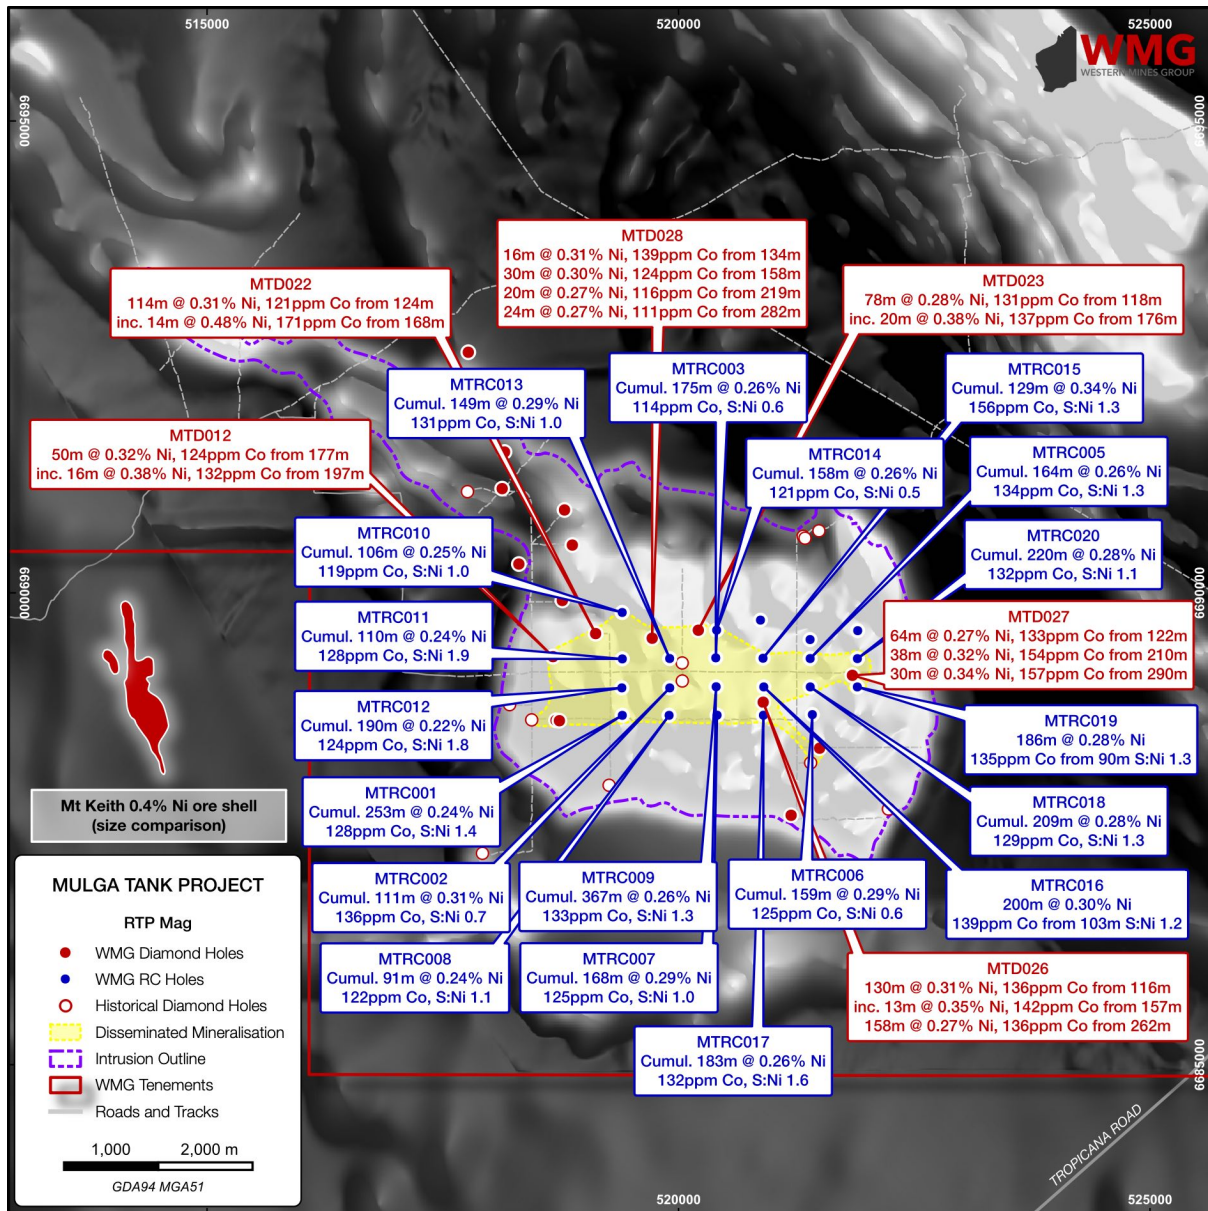 515000
520000
525000
WMG
WESTERN MINES GROUP
6695000
6695000
MTD028
16m @ 0.31% Ni, 139ppm Co from 134m
30m @ 0.30% Ni, 124ppm Co from 158m
20m @ 0.27% Ni, 116ppm Co from 219m
24m @ 0.27% Ni, 111ppm Co from 282m
MTD022
114m @ 0.31% Ni, 121ppm Co from 124m
inc. 14m @ 0.48% Ni, 171ppm Co from 168m
MTD023
78m @ 0.28% Ni, 131ppm Co from 118m
inc. 20m @ 0.38% Ni, 137ppm Co from 176m
MTRC013
Cumul. 149m @ 0.29% Ni
131ppm Co, S:Ni 1.0
MTRC003
Cumul. 175m @ 0.26% Ni
114ppm Co, S:Ni 0.6
MTRC015
Cumul. 129m @ 0.34% Ni
156ppm Co, S:Ni 1.3
MTD012
50m @ 0.32% Ni, 124ppm Co from 177m
inc. 16m @ 0.38% Ni, 132ppm Co from 197m
MTRC014
Cumul. 158m @ 0.26% Ni
121ppm Co, S:Ni 0.5
MTRC005
Cumul. 164m @ 0.26% Ni
134ppm Co, S:Ni 1.3
MTRC010
Cumul. 106m @ 0.25% Ni
119ppm Co, S:Ni 1.0
MTRC020
Cumul. 220m @ 0.28% Ni
132ppm Co, S:Ni 1.1
6690000
6690000
MTRC011
Cumul. 110m @ 0.24% Ni
128ppm Co, S:Ni 1.9
MTD027
64m @ 0.27% Ni, 133ppm Co from 122m
38m @ 0.32% Ni, 154ppm Co from 210m
30m @ 0.34% Ni, 157ppm Co from 290m
MTRC012
Cumul. 190m @ 0.22% Ni
124ppm Co, S:Ni 1.8
MTRC019
186m @ 0.28% Ni
135ppm Co from 90m S:Ni 1.3
MTRC001
Cumul. 253m @ 0.24% Ni
128ppm Co, S:Ni 1.4
MTRC018
Cumul. 209m @ 0.28% Ni
129ppm Co, S:Ni 1.3
Mt Keith 0.4% Ni ore shell
(size comparison)
MTRC002
Cumul. 111m @ 0.31% Ni
136ppm Co, S:Ni 0.7
MTRC009
Cumul. 367m @ 0.26% Ni
133ppm Co, S:Ni 1.3
MTRC006
Cumul. 159m @ 0.29% Ni
125ppm Co, S:Ni 0.6
MTRC016
200m @ 0.30% Ni
139ppm Co from 103m S:Ni 1.2
MTRC008
Cumul. 91m @ 0.24% Ni
122ppm Co, S:Ni 1.1
MTRC007
Cumul. 168m @ 0.29% Ni
125ppm Co, S:Ni 1.0
MTD026
130m @ 0.31% Ni, 136ppm Co from 116m
inc. 13m @ 0.35% Ni, 142ppm Co from 157m
158m @ 0.27% Ni, 136ppm Co from 262m
MTRC017
Cumul. 183m @ 0.26% Ni
132ppm Co, S:Ni 1.6
6685000
MULGA TANK PROJECT
RTP Mag
WMG Diamond Holes
WMG RC Holes
Historical Diamond Holes
Disseminated Mineralisation
Intrusion Outline
WMG Tenements
Roads and Tracks
1,000 2,000 m
GDA94 MGA51
TROPICANA ROAD
520000
525000